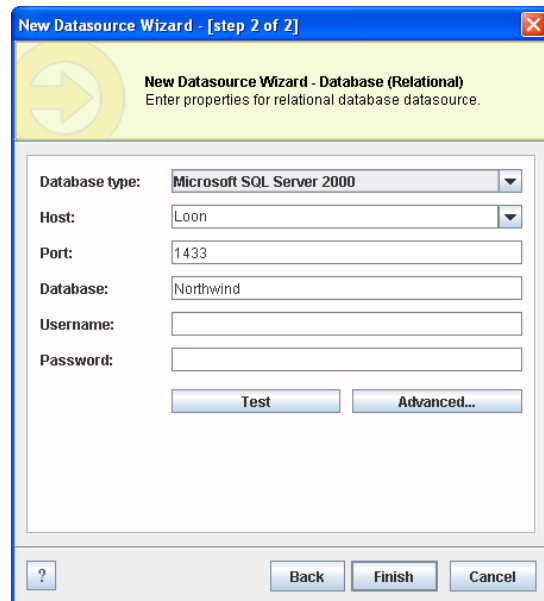 New Datasource Wizard - [step 2 of 2]
New Datasource Wizard - Database (Relational)
Enter properties for relational database datasource.
Database type: Microsoft SQL Server 2000
Host: Loon
Port: 1433
Database: Northwind
Username:
Password:
Test Advanced...
? Back Finish Cancel